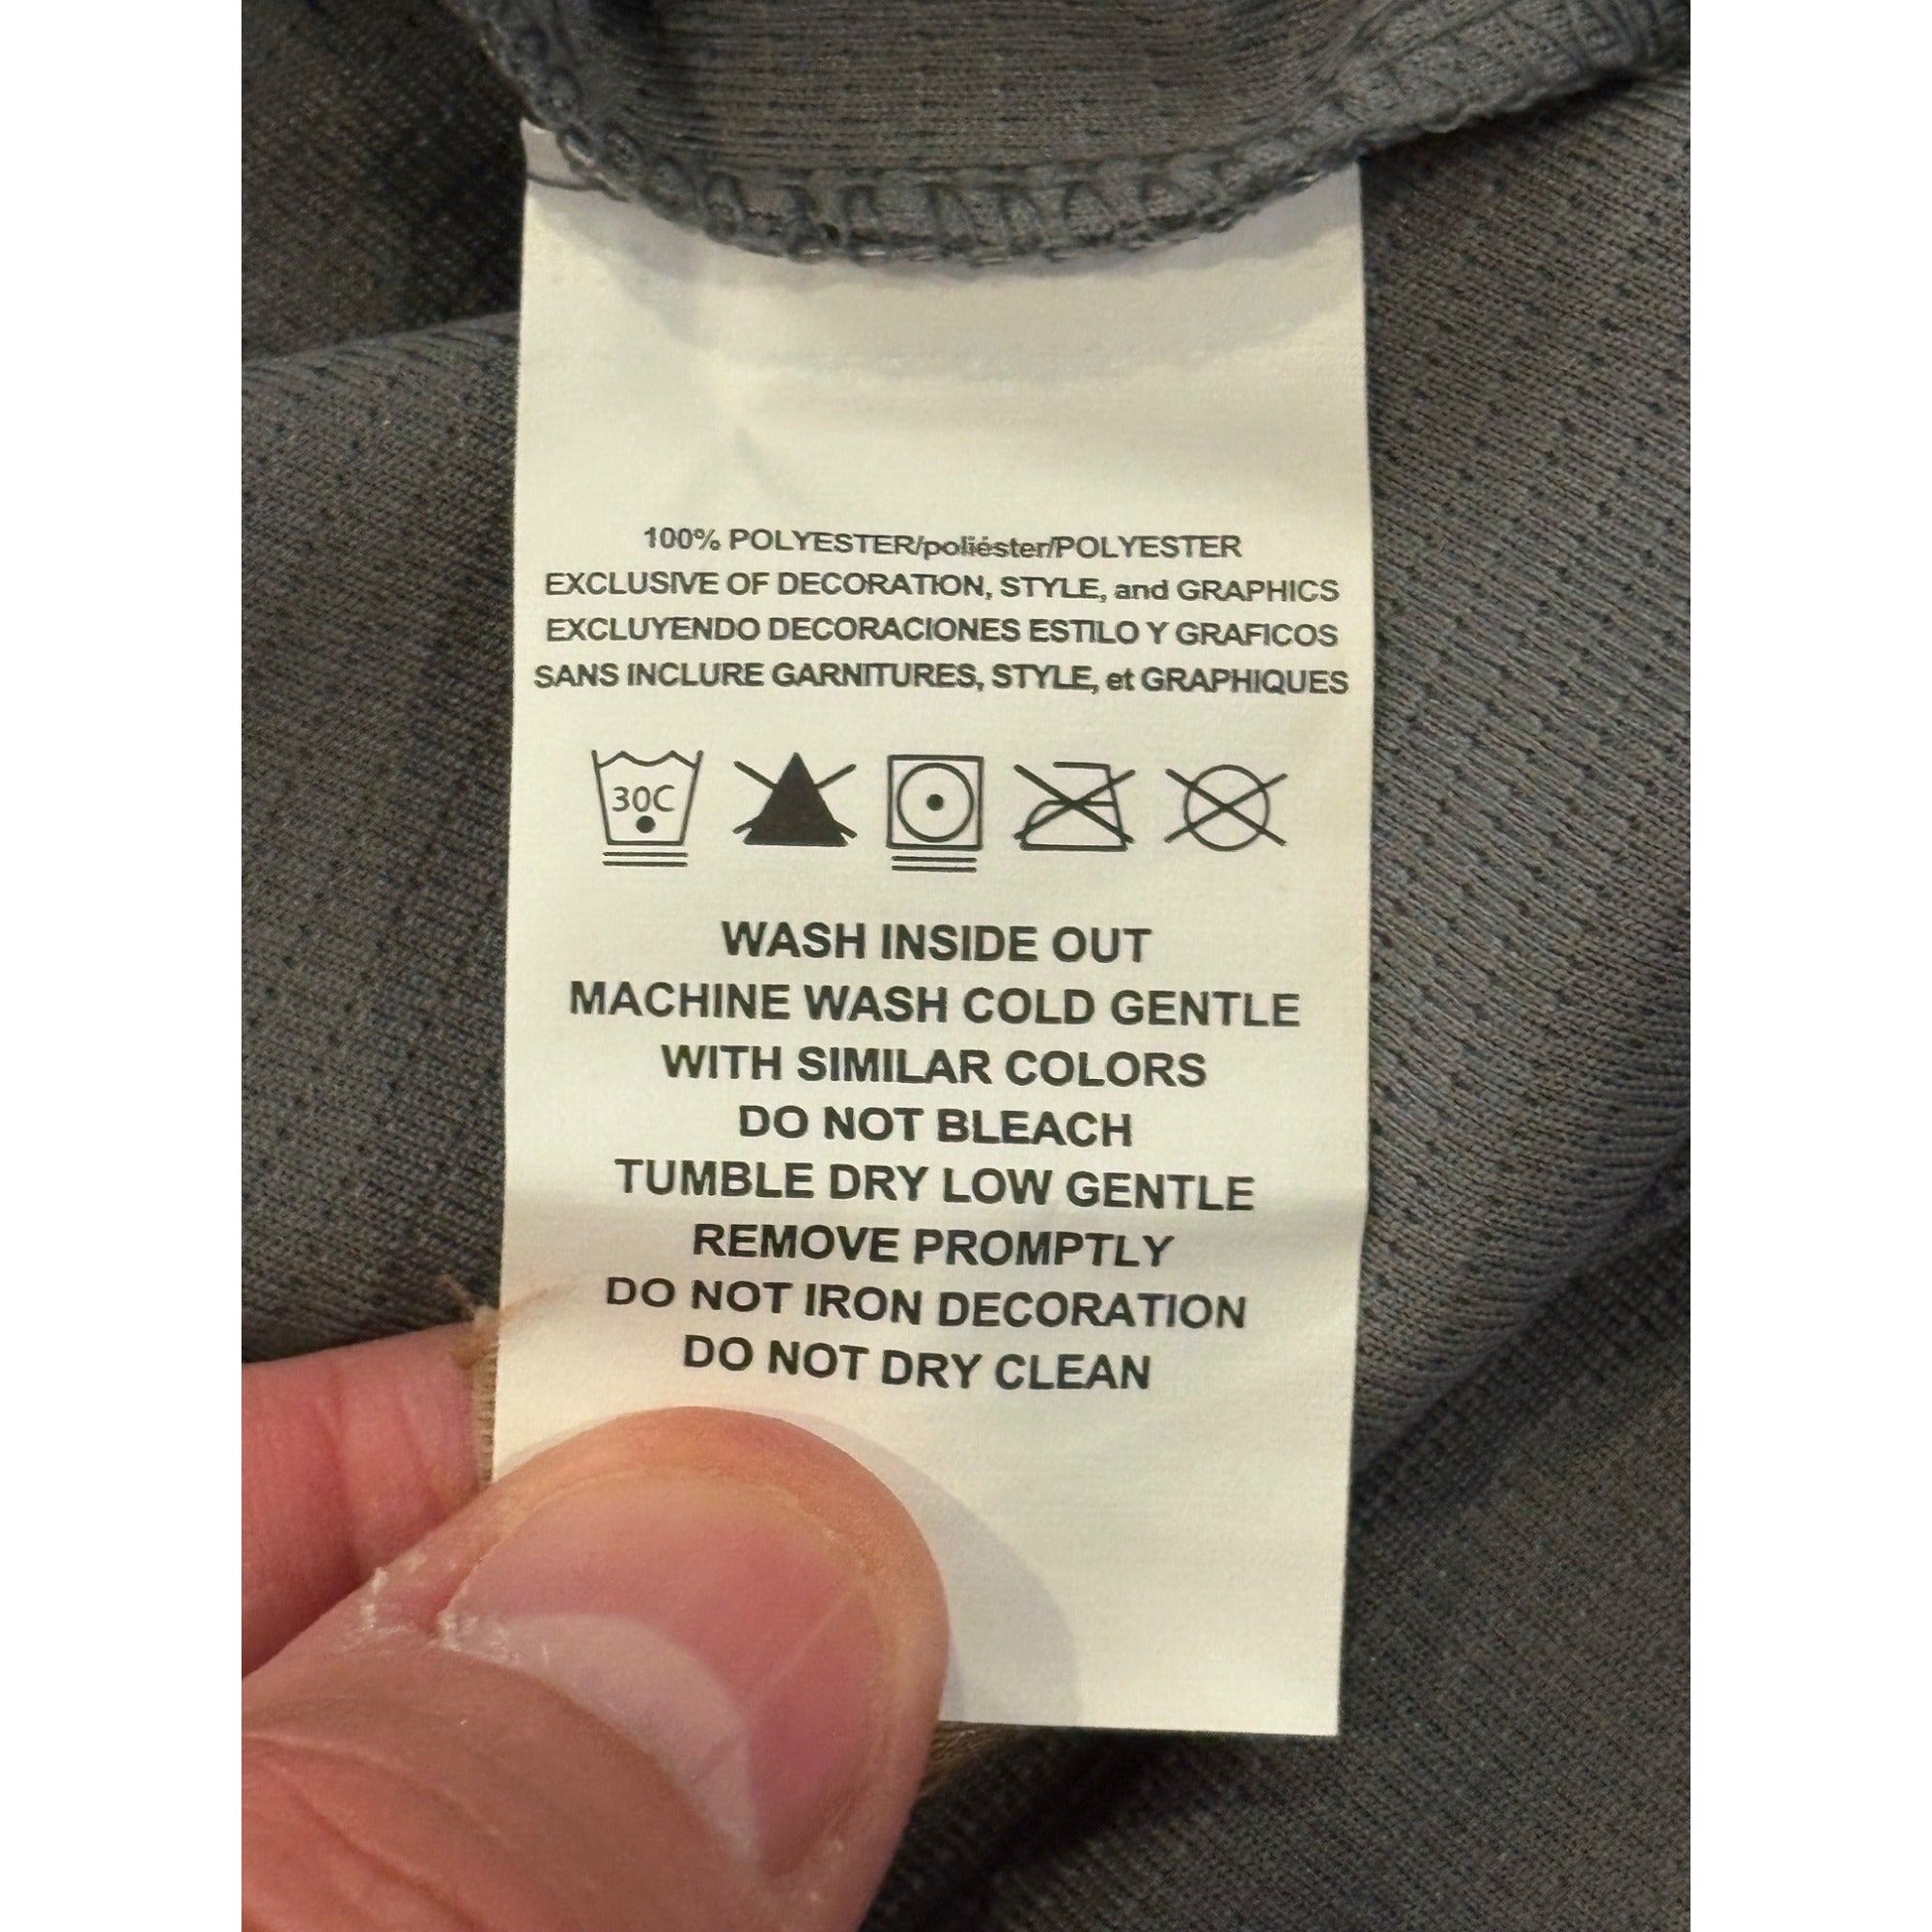 100% POLYESTER/poliéster/POLYESTER
EXCLUSIVE OF DECORATION, STYLE, and GRAPHICS
EXCLUYENDO DECORACIONES ESTILO Y GRAFICOS
SANS INCLURE GARNITURES, STYLE, et GRAPHIQUES
30C
WASH INSIDE OUT
MACHINE WASH COLD GENTLE
WITH SIMILAR COLORS
DO NOT BLEACH
TUMBLE DRY LOW GENTLE
REMOVE PROMPTLY
DO NOT IRON DECORATION
DO NOT DRY CLEAN